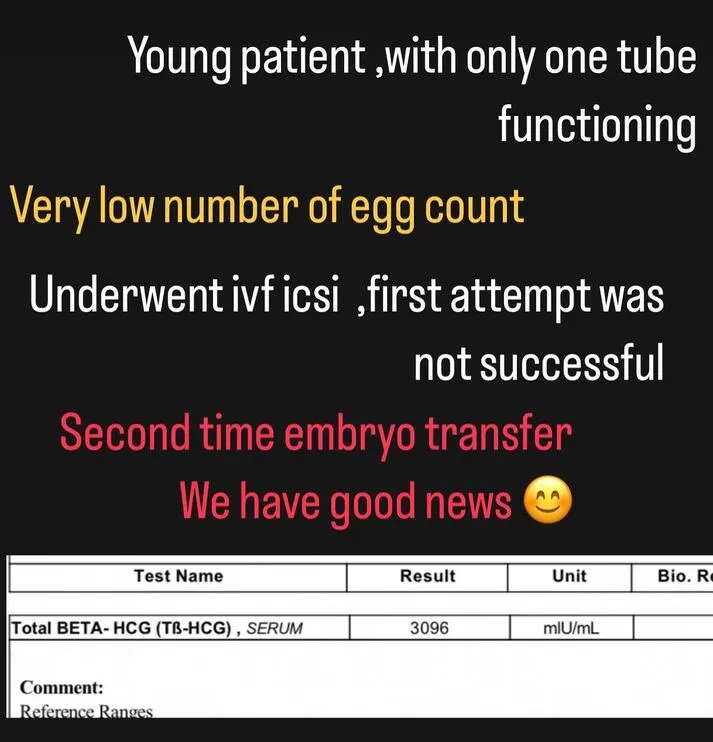 Young patient ,with only one tube
functioning
Very low number of egg count
Underwent ivf icsi ,first attempt was
not successful
Second time embryo transfer
We have good news 😊
Test Name Result Unit Bio. R
Total BETA- HCG (Tß-HCG) , SERUM 3096 mIU/mL
Comment:
Reference Ranges